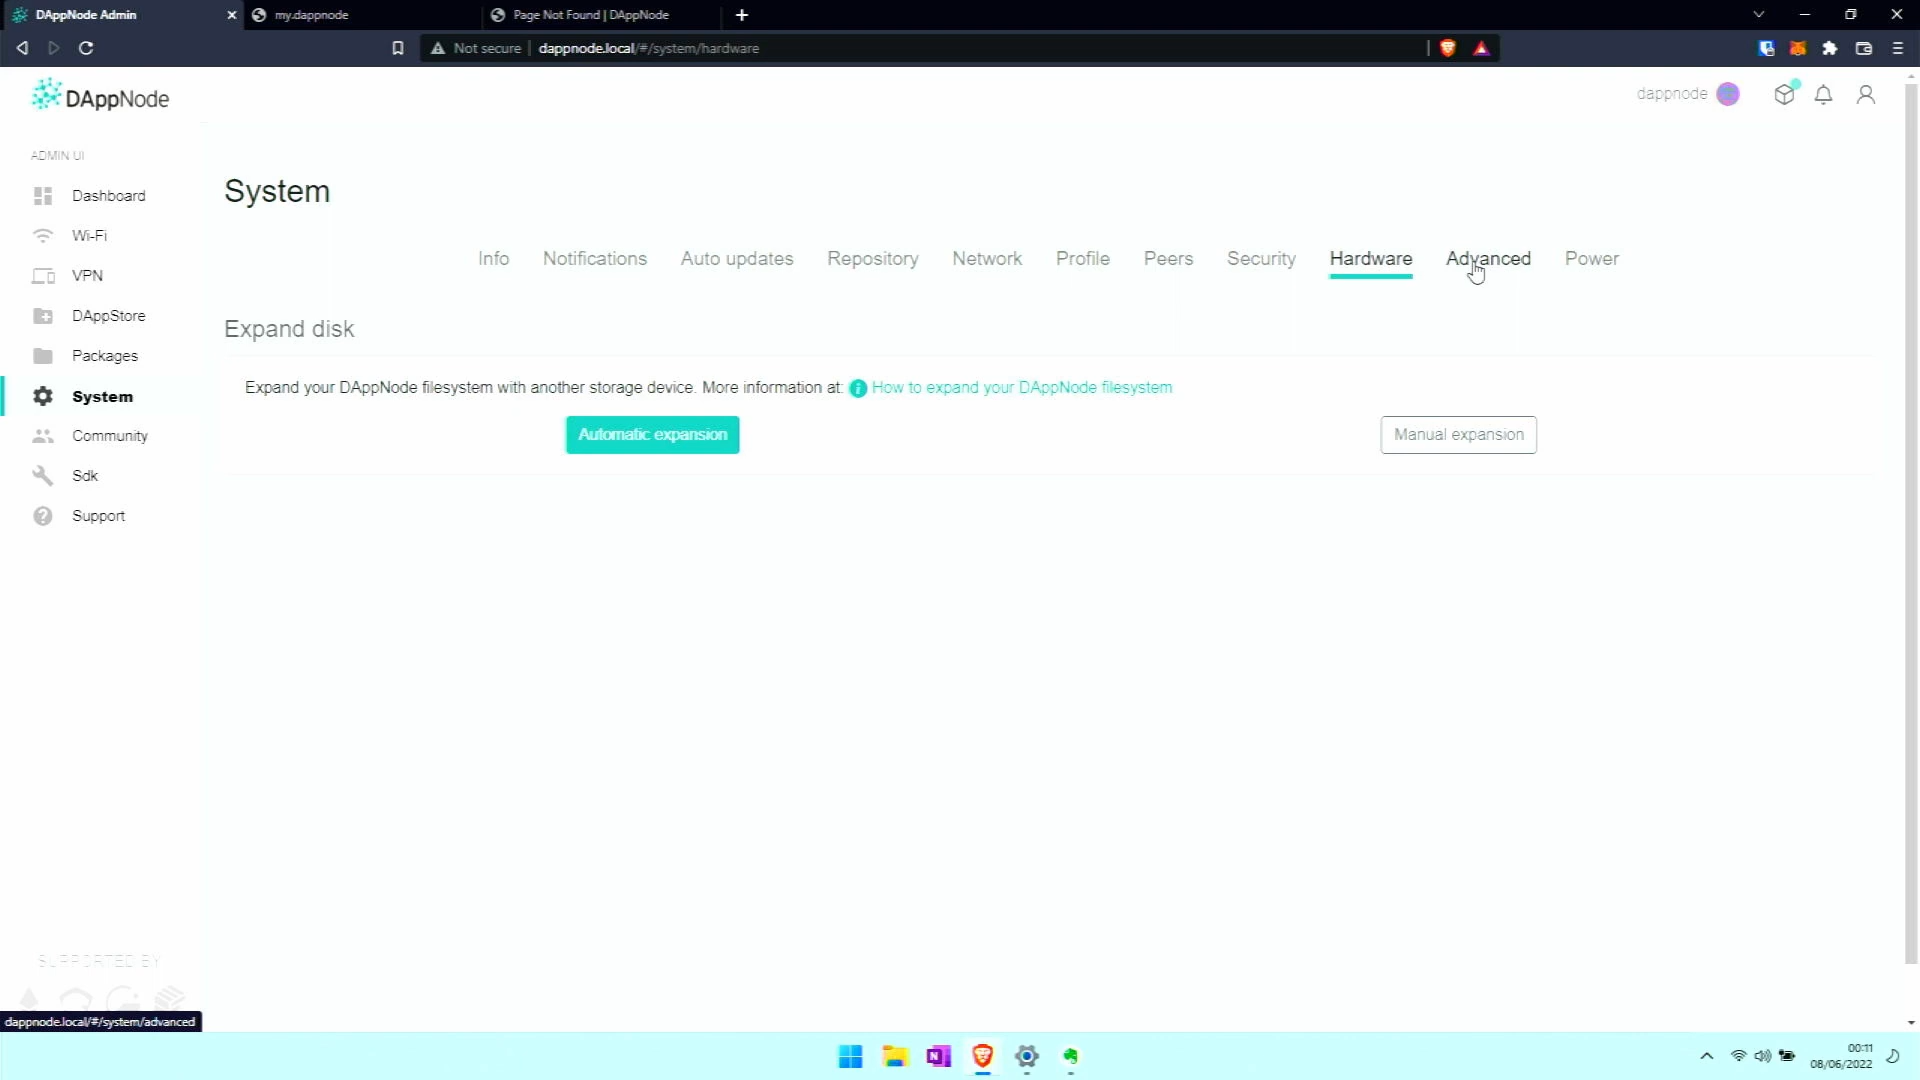 DAppNode Admin
my.dappnode
Page Not Found | DAppNode
Not secure
dappnode.local/#/system/hardware
DAppNode
dappnode
ADMIN UI
Dashboard
Wi-Fi
VPN
DAppStore
Packages
System
Community
Sdk
Support
SUPPORTED BY
System
Info Notifications Auto updates Repository Network Profile Peers Security Hardware Advanced Power
Expand disk
Expand your DAppNode filesystem with another storage device. More information at: How to expand your DAppNode filesystem
Automatic expansion
Manual expansion
dappnode.local/#/system/advanced
00:11
08/06/2022